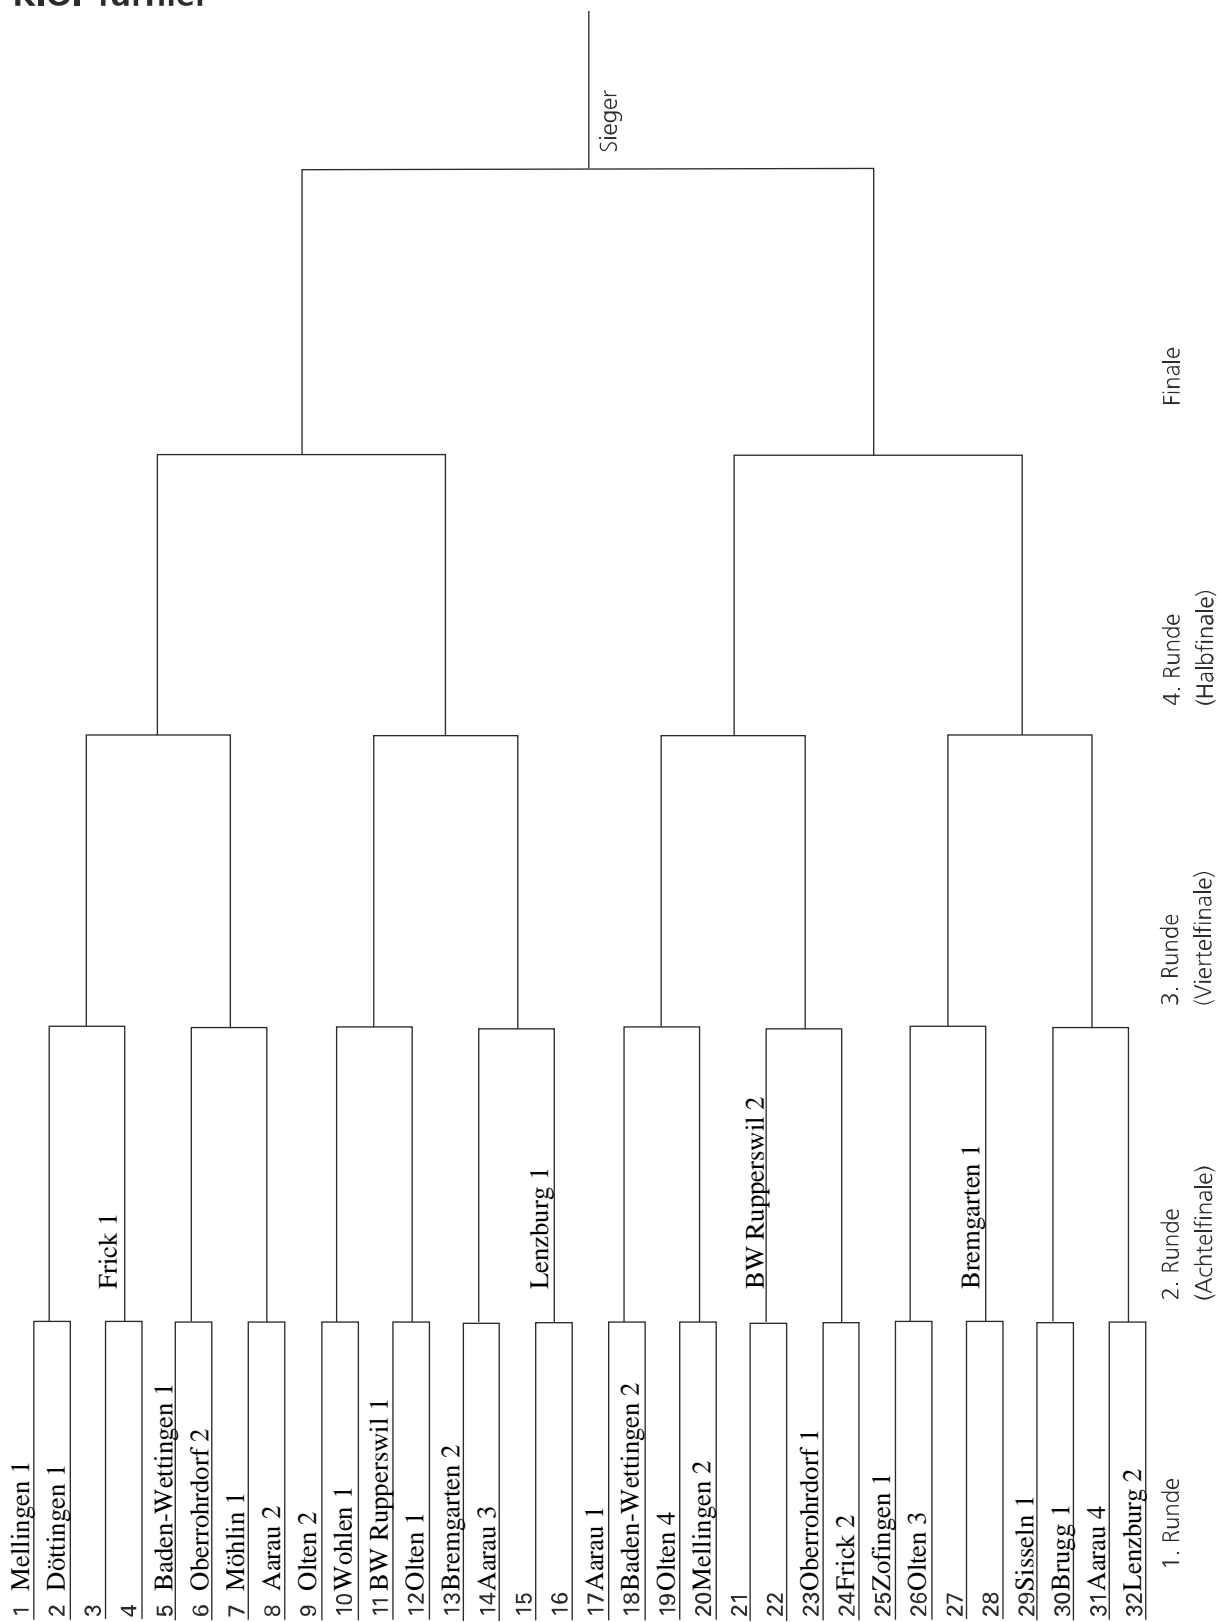 K.O.-Turnier
1 Mellingen 1
2 Döttingen 1
3
4
5 Baden-Wettingen 1
6 Oberrohrdorf 2
7 Möhlin 1
8 Aarau 2
9 Olten 2
10 Wohlen 1
11 BW Rupperswil 1
12 Olten 1
13 Bremgarten 2
14 Aarau 3
15
16
17 Aarau 1
18 Baden-Wettingen 2
19 Olten 4
20 Mellingen 2
21
22
23 Oberrohrdorf 1
24 Frick 2
25 Zofingen 1
26 Olten 3
27
28
29 Sisseln 1
30 Brugg 1
31 Aarau 4
32 Lenzburg 2
1. Runde
Frick 1
Lenzburg 1
BW Rupperswil 2
Bremgarten 1
2. Runde
(Achtelfinale)
3. Runde
(Viertelfinale)
4. Runde
(Halbfinale)
Finale
Sieger